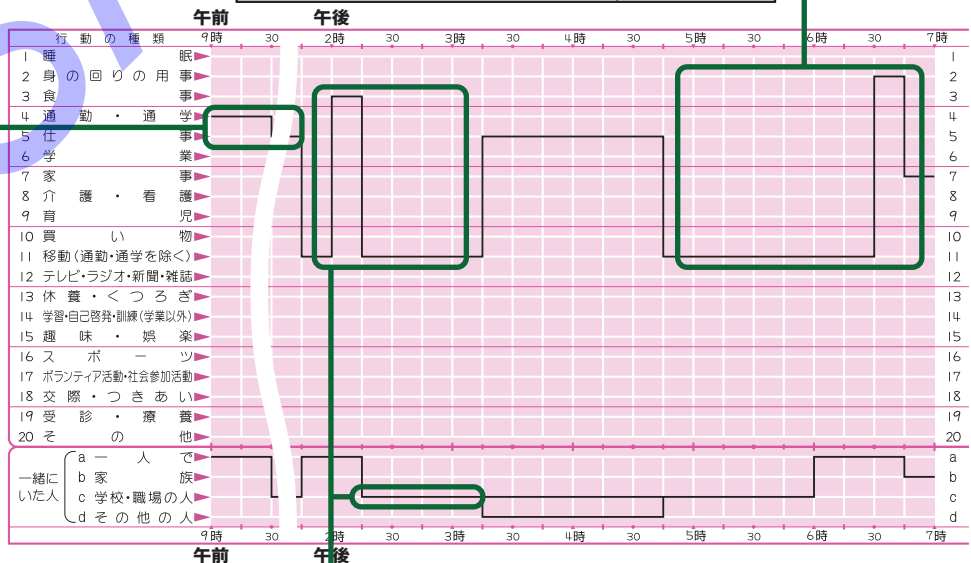 午前 午後
行動の種類 9時 30 2時 30 3時 30 4時 30 5時 30 6時 30 7時
1 睡眠 1
2 身の回りの用事 2
3 食事 3
4 通勤・通学 4
5 仕事 5
6 学業 6
7 家事 7
8 介護・看護 8
9 育児 9
10 買い物 10
11 移動(通勤・通学を除く) 11
12 テレビ・ラジオ・新聞・雑誌 12
13 休養・くつろぎ 13
14 学習・自己啓発・訓練(学業以外) 14
15 趣味・娯楽 15
16 スポーツ 16
17 ボランティア活動・社会参加活動 17
18 交際・つきあい 18
19 受診・療養 19
20 その他 20
一緒にいた人
a 一人で a
b 家族 b
c 学校・職場の人 c
d その他の人 d
9時 30 2時 30 3時 30 4時 30 5時 30 6時 30 7時
午前 午後